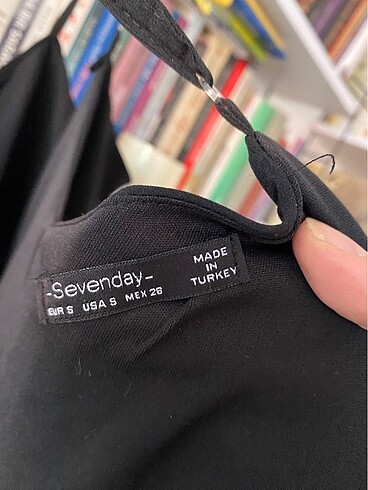 -Sevenday-
EUR S USA S MEX 26
MADE
IN
TURKEY